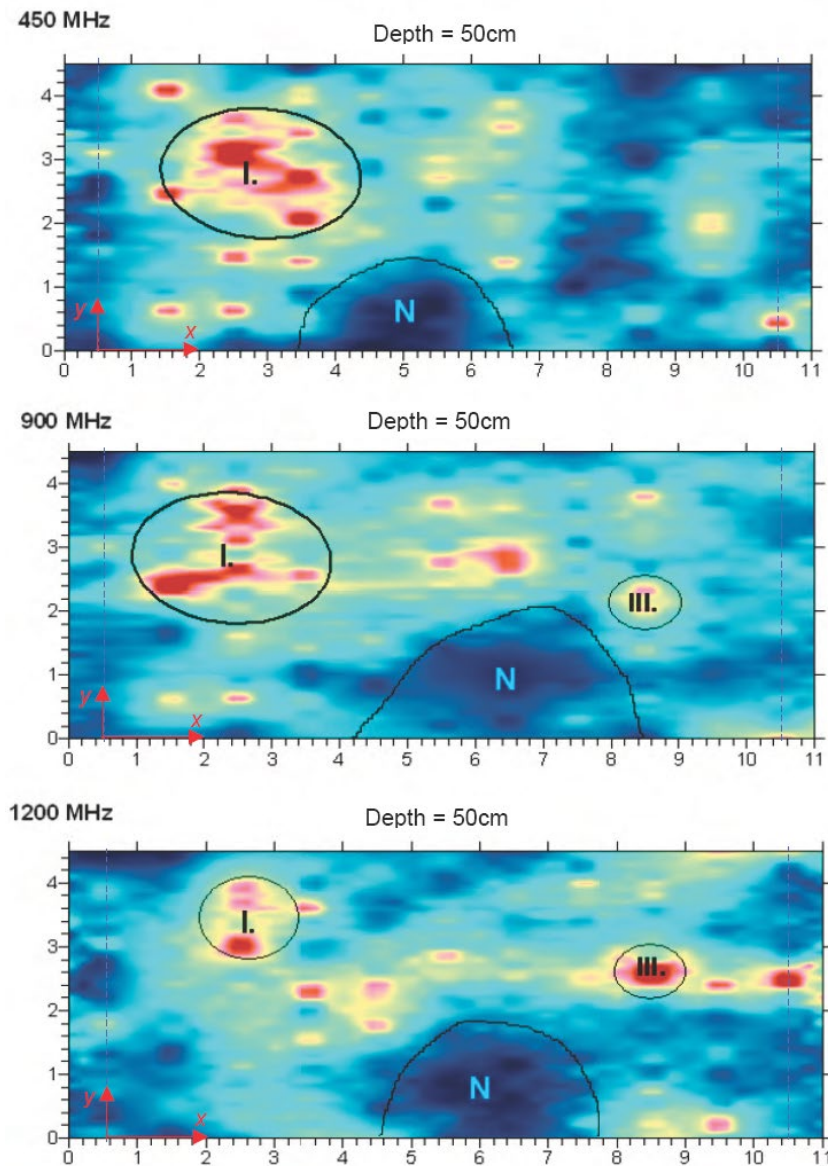 450 MHz
Depth = 50cm
4
3
2
1
0
I.
N
y
x
0 1 2 3 4 5 6 7 8 9 10 11
900 MHz
Depth = 50cm
4
3
2
1
0
I.
III.
N
y
x
0 1 2 3 4 5 6 7 8 9 10 11
1200 MHz
Depth = 50cm
4
3
2
1
0
I.
III.
N
y
x
0 1 2 3 4 5 6 7 8 9 10 11